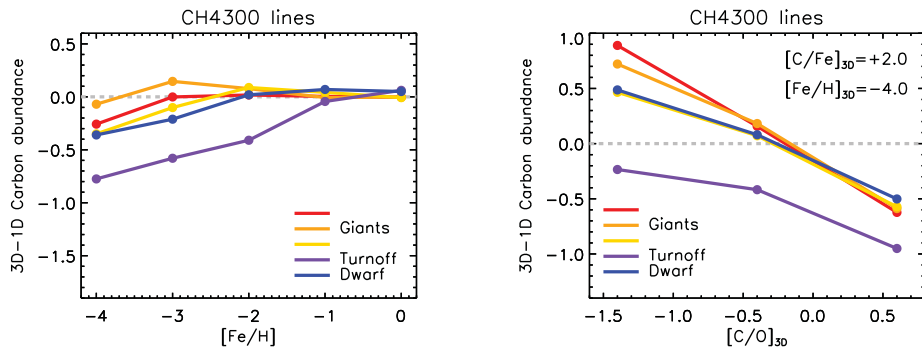 CH4300 lines
3D-1D Carbon abundance
0.5
0.0
-0.5
-1.0
-1.5
Giants
Turnoff
Dwarf
-4 -3 -2 -1 0
[Fe/H]
CH4300 lines
3D-1D Carbon abundance
1.0
0.5
0.0
-0.5
-1.0
[C/Fe]3D=+2.0
[Fe/H]3D=-4.0
Giants
Turnoff
Dwarf
-1.5 -1.0 -0.5 0.0 0.5
[C/O]3D